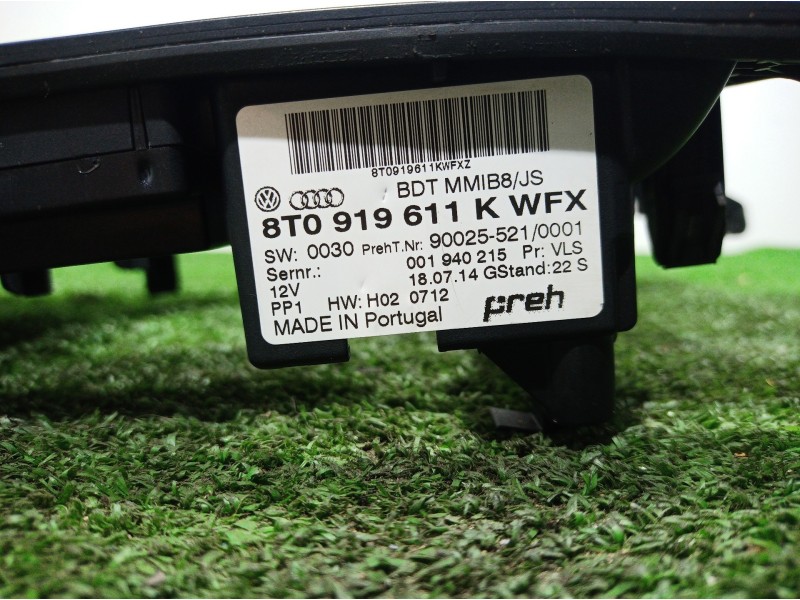 8T0919611KWFXZ
BDT MMIB8/JS
8T0 919 611 K WFX
SW: 0030 PrehT.Nr: 90025-521/0001
Sernr.: 001 940 215 Pr: VLS
12V 18.07.14 GStand: 22 S
PP1 HW: H02 0712
MADE IN Portugal preh